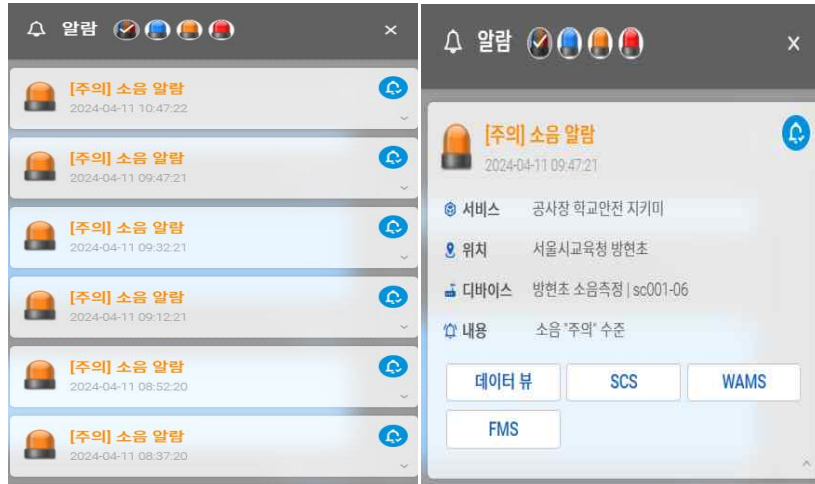 알람
[주의] 소음 알람
2024-04-11 10:47:22
[주의] 소음 알람
2024-04-11 09:47:21
[주의] 소음 알람
2024-04-11 09:32:21
[주의] 소음 알람
2024-04-11 09:12:21
[주의] 소음 알람
2024-04-11 08:52:20
[주의] 소음 알람
2024-04-11 08:37:20
알람
[주의] 소음 알람
2024-04-11 09:47:21
서비스 공사장 학교안전 지키미
위치 서울시교육청 방현초
디바이스 방현초 소음측정 | sc001-06
내용 소음 "주의" 수준
데이터 뷰 SCS WAMS
FMS